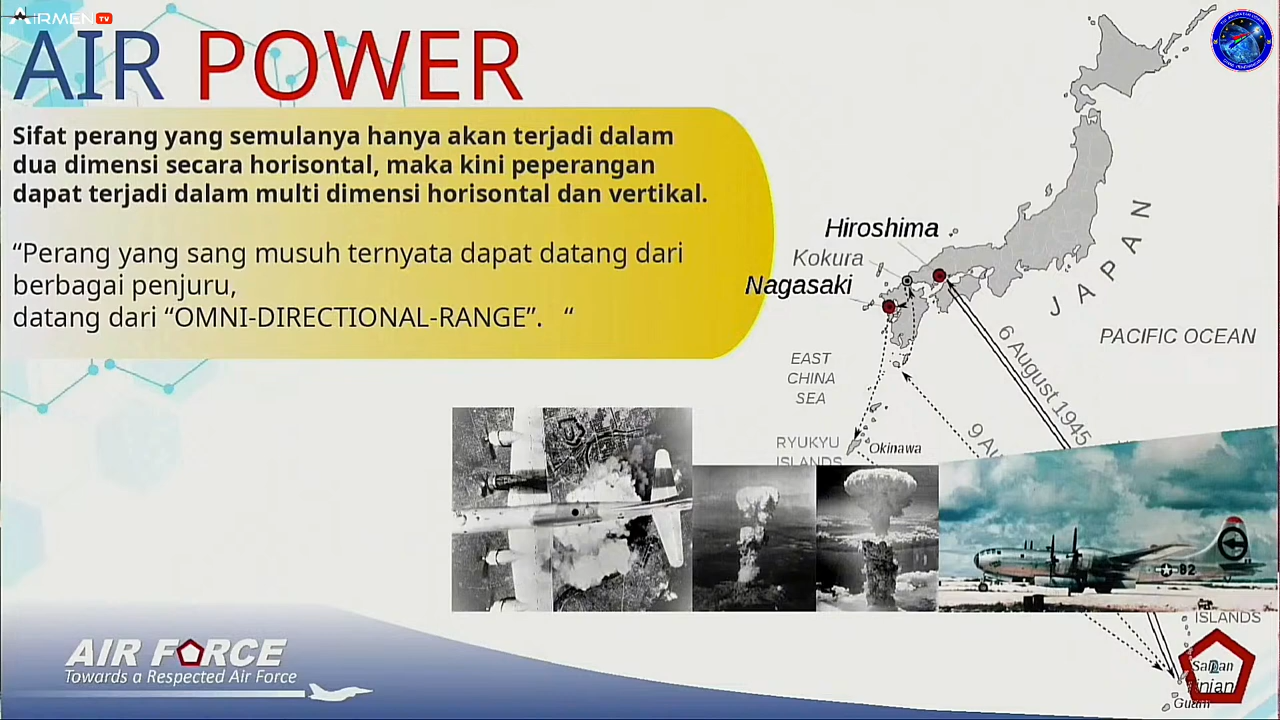 AIRMEN TV
AIR POWER
Sifat perang yang semulanya hanya akan terjadi dalam
dua dimensi secara horisontal, maka kini peperangan
dapat terjadi dalam multi dimensi horisontal dan vertikal.
“Perang yang sang musuh ternyata dapat datang dari
berbagai penjuru,
datang dari “OMNI-DIRECTIONAL-RANGE”. “
Hiroshima
Kokura
Nagasaki
JAPAN
PACIFIC OCEAN
6 August 1945
EAST
CHINA
SEA
9 Au
RYUKYU
ISLANDS
Okinawa
82
ISLANDS
Saipan
Tinian
Guam
AIR FORCE
Towards a Respected Air Force